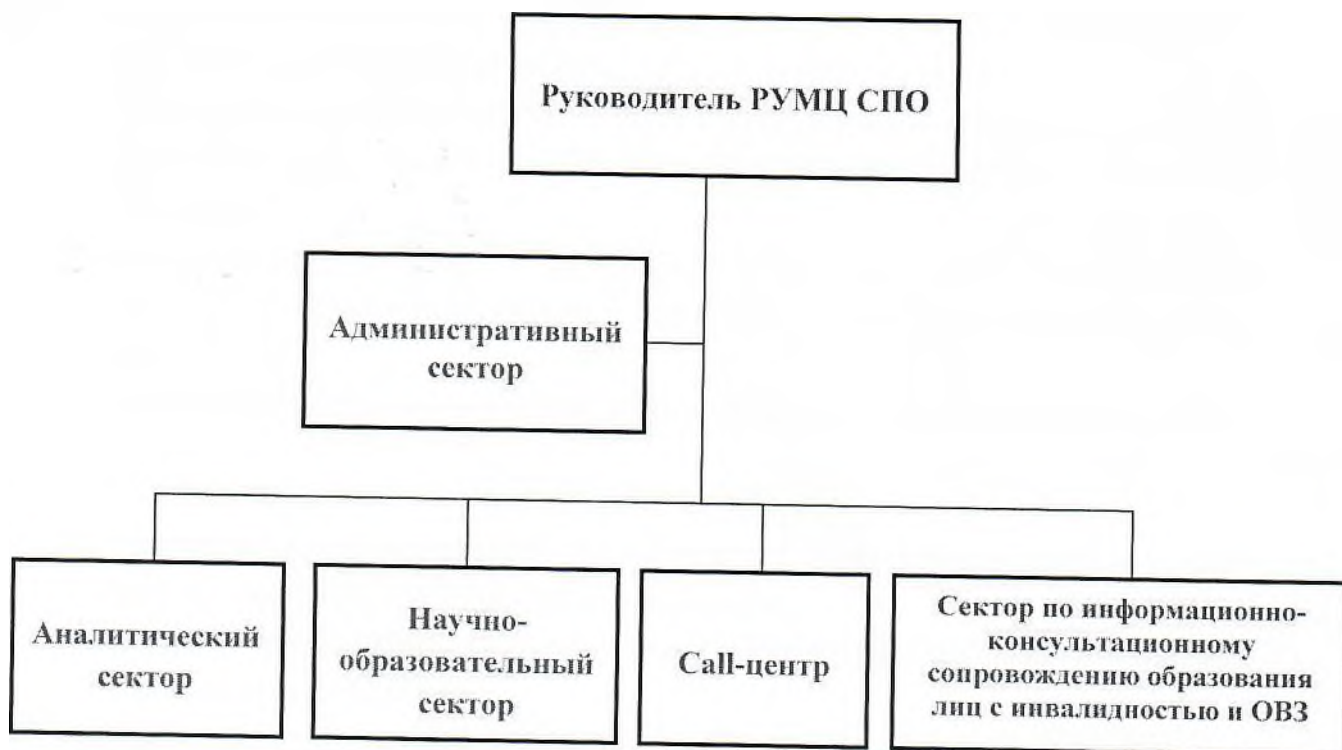 Руководитель РУМЦ СПО
Административный
сектор
Аналитический
сектор
Научно-
образовательный
сектор
Call-центр
Сектор по информационно-
консультационному
сопровождению образования
лиц с инвалидностью и ОВЗ